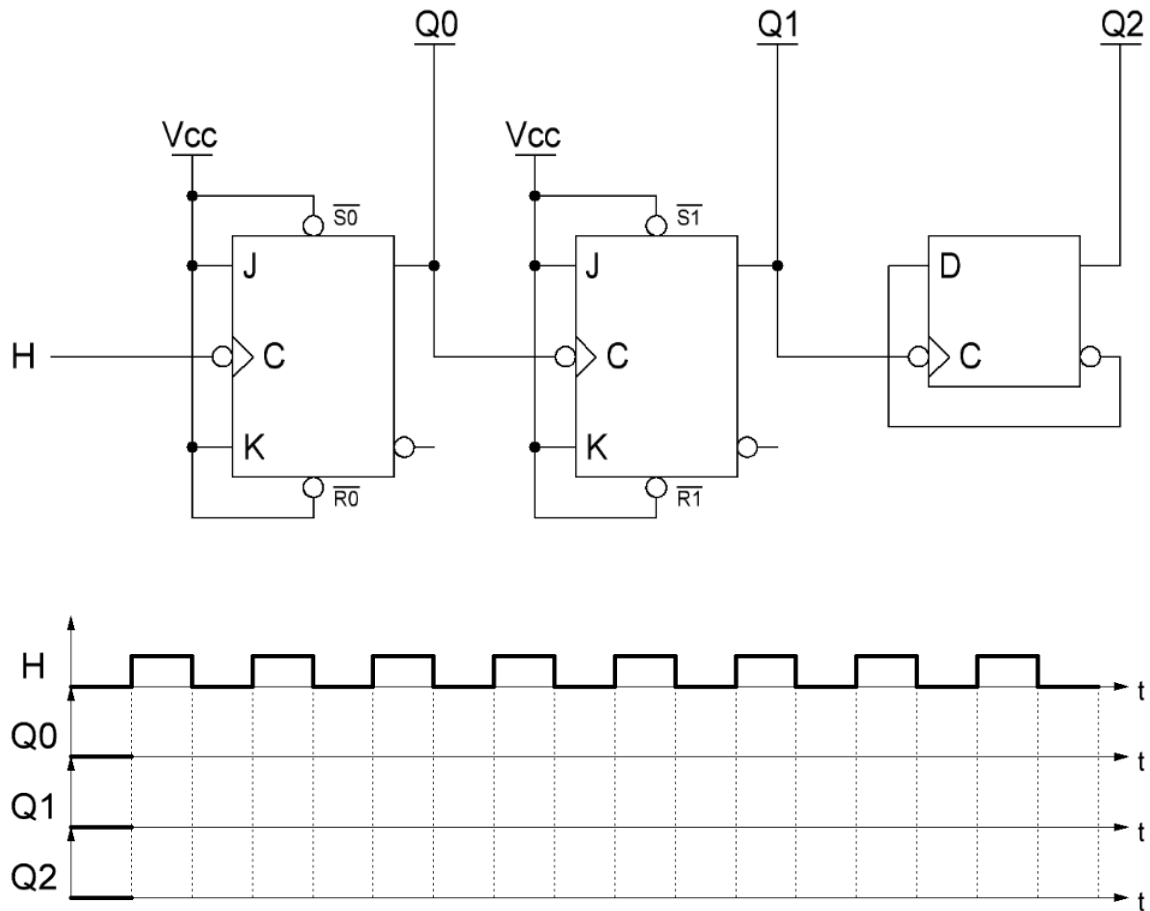 Q0 Q1 Q2
Vcc Vcc
S0 S1
J J D
H C C C
K K
R0 R1
H t
Q0 t
Q1 t
Q2 t